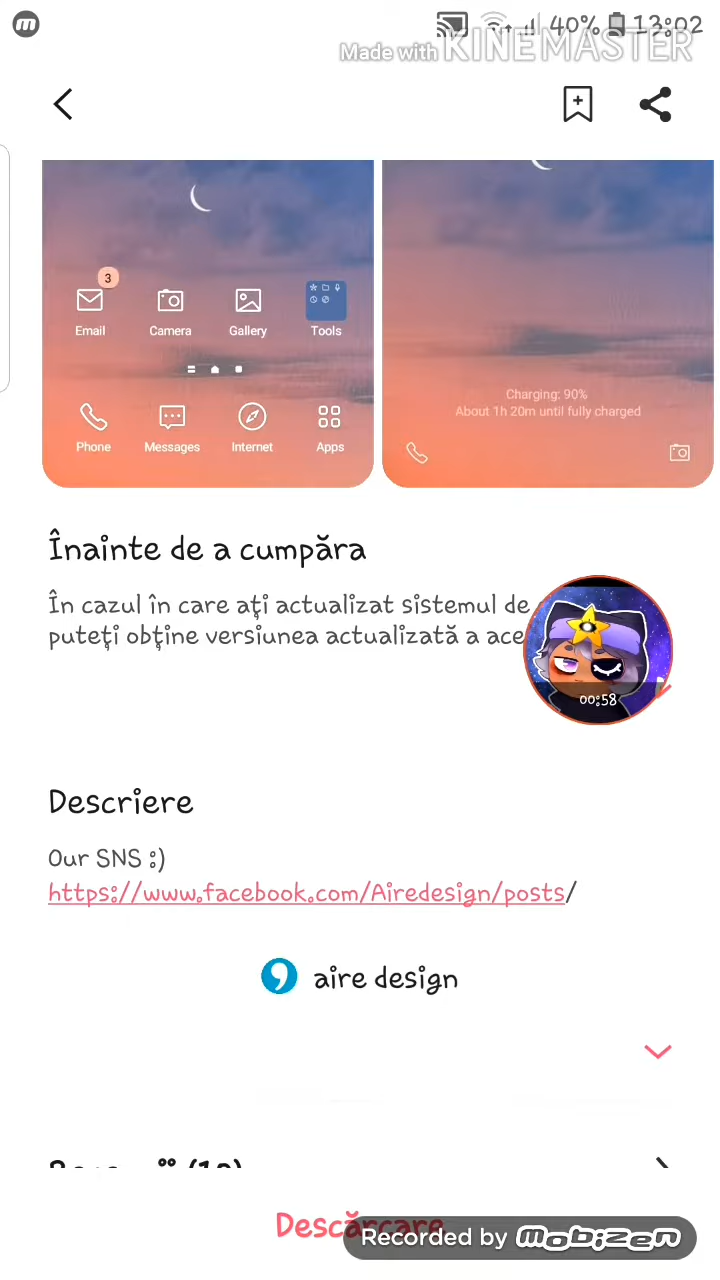 m
40% 13:02
Made with KINEMASTER
3
Email Camera Gallery Tools
Phone Messages Internet Apps
Charging: 90%
About 1h 20m until fully charged
Înainte de a cumpăra
În cazul în care ați actualizat sistemul de
puteți obține versiunea actualizată a ace
00:58
Descriere
Our SNS :)
https://www.facebook.com/Airedesign/posts/
aire design
Descărcare
Recorded by mobizen